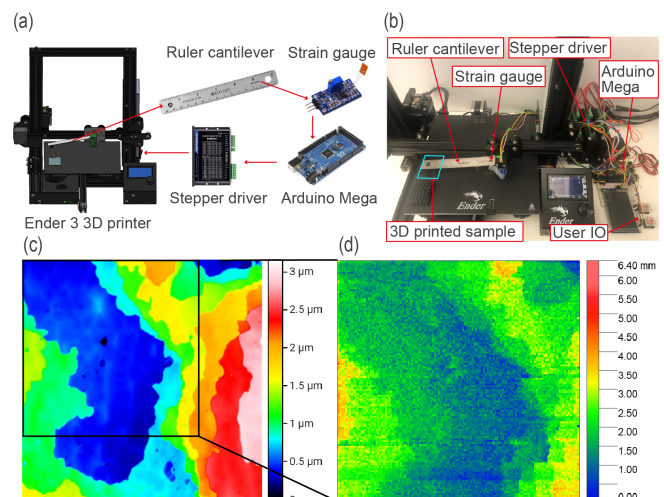 (a)
Ruler cantilever
Strain gauge
Stepper driver
Arduino Mega
Ender 3 3D printer
(b)
Ruler cantilever
Stepper driver
Strain gauge
Arduino
Mega
Ender
3D printed sample
User IO
(c)
3 µm
2.5 µm
2 µm
1.5 µm
1 µm
0.5 µm
0 µm
(d)
6.40 mm
6.00
5.50
5.00
4.50
4.00
3.50
3.00
2.50
2.00
1.50
1.00
0.00